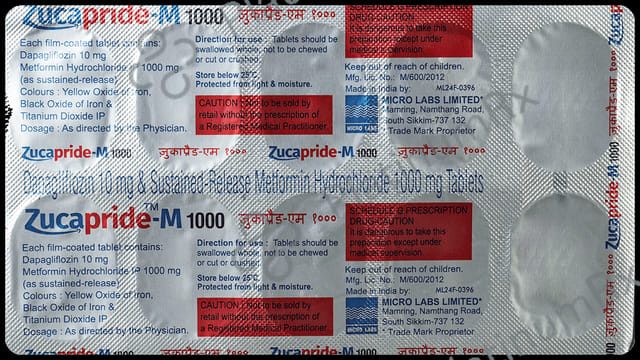 Zucapride-M 1000 जुकाप्रैड-एम १०००
Each film-coated tablet contains:
Dapagliflozin 10 mg
Metformin Hydrochloride IP 1000 mg
(as sustained-release)
Colours : Yellow Oxide of Iron,
Black Oxide of Iron &
Titanium Dioxide IP
Dosage : As directed by the Physician.
Direction for use : Tablets should be
swallowed whole, not to be chewed
or cut or crushed.
Store below 25°C.
Protected from light & moisture.
CAUTION : Not to be sold by
retail without the prescription of
a Registered Medical Practitioner.
SCHEDULE G PRESCRIPTION
DRUG-CAUTION
It is dangerous to take this
preparation except under
medical supervision.
Keep out of reach of children.
Mfg. Lic. No.: M/600/2012
Made in India by: ML24F-0396
MICRO LABS LIMITED*
Mamring, Namthang Road,
South Sikkim-737 132
* Trade Mark Proprietor
MICRO LABS
Zucapride-M 1000 जुकाप्रैड-एम १००० Zucapride-M 1000 जुकाप्रैड-एम १०००
Dapagliflozin 10 mg & Sustained-Release Metformin Hydrochloride 1000 mg Tablets
Zucapride™-M 1000 जुकाप्रैड-एम १०००
Each film-coated tablet contains:
Dapagliflozin 10 mg
Metformin Hydrochloride IP 1000 mg
(as sustained-release)
Colours : Yellow Oxide of Iron,
Black Oxide of Iron &
Titanium Dioxide IP
Dosage : As directed by the Physician.
Direction for use : Tablets should be
swallowed whole, not to be chewed
or cut or crushed.
Store below 25°C.
Protected from light & moisture.
CAUTION : Not to be sold by
retail without the prescription of
a Registered Medical Practitioner.
SCHEDULE G PRESCRIPTION
DRUG-CAUTION
It is dangerous to take this
preparation except under
medical supervision
Keep out of reach of children.
Mfg. Lic. No.: M/600/2012
Made in India by: ML24F-0396
MICRO LABS LIMITED*
Mamring, Namthang Road,
South Sikkim-737 132
* Trade Mark Proprietor
MICRO LABS
Zucapride-M 1000 जुकाप्रैड-एम १०००